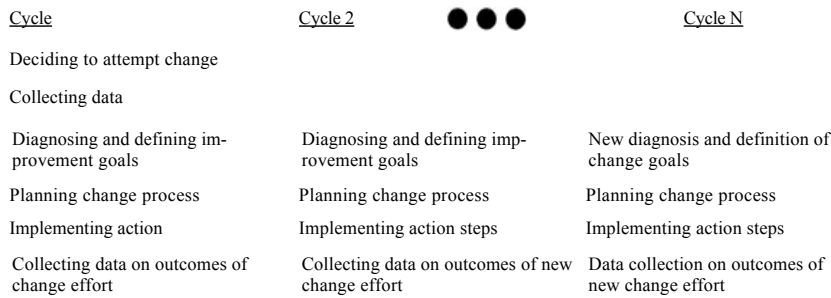 Cycle
Cycle 2
Cycle N
Deciding to attempt change
Collecting data
Diagnosing and defining im-
provement goals
Diagnosing and defining imp-
rovement goals
New diagnosis and definition of
change goals
Planning change process
Planning change process
Planning change process
Implementing action
Implementing action steps
Implementing action steps
Collecting data on outcomes of
change effort
Collecting data on outcomes of new
change effort
Data collection on outcomes of
new change effort